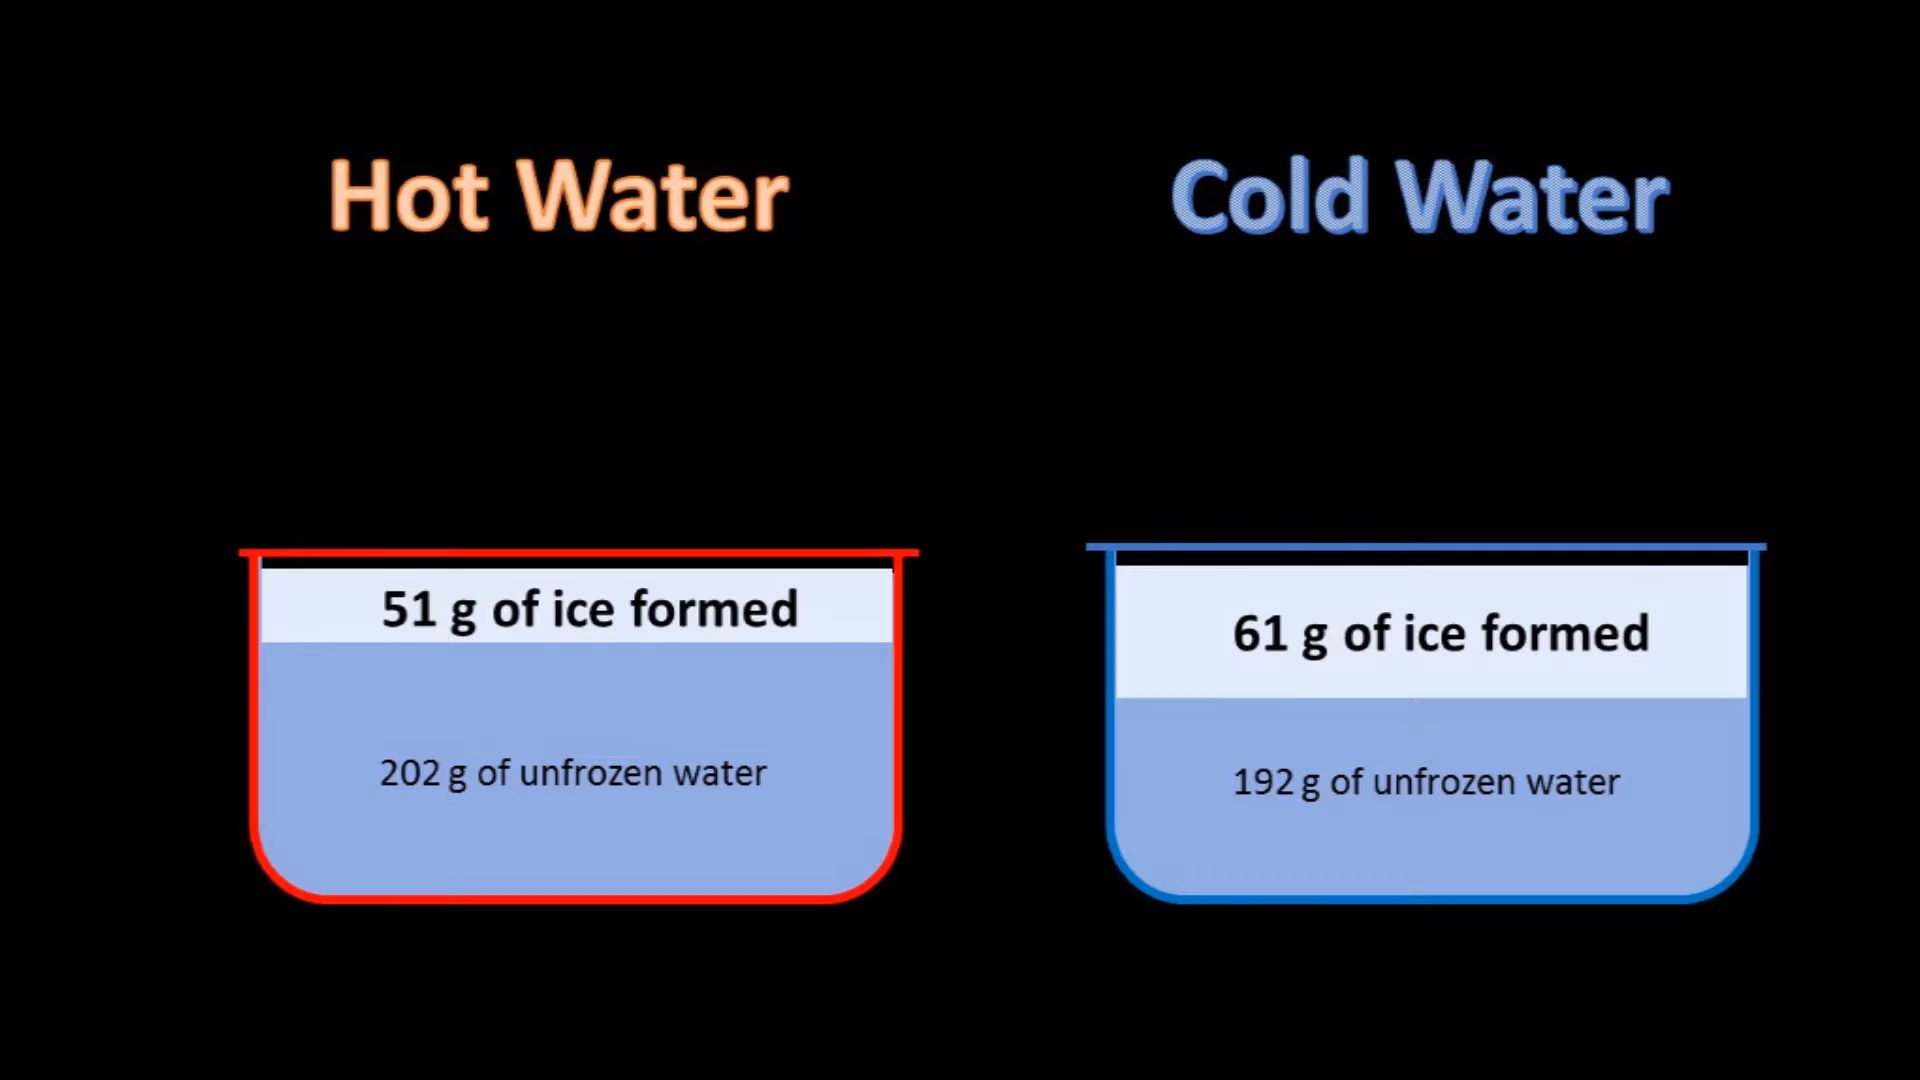 Hot Water
Cold Water
51 g of ice formed
61 g of ice formed
202 g of unfrozen water
192 g of unfrozen water